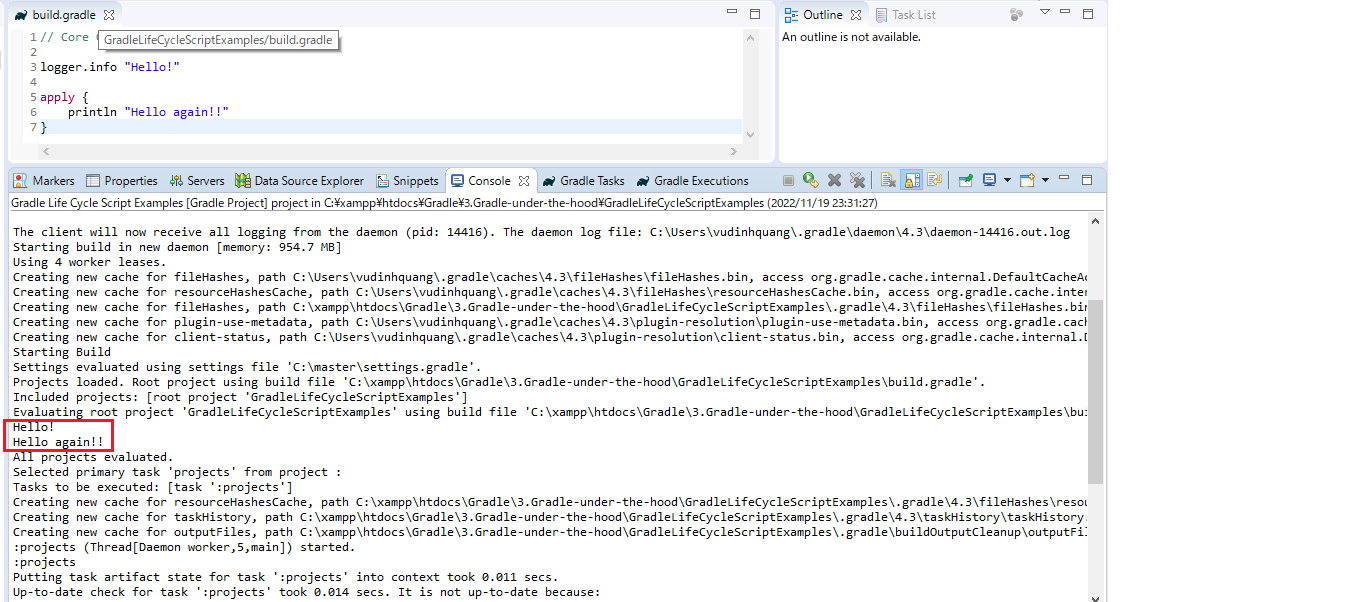 build.gradle
Outline
Task List
1 // Core
GradleLifeCycleScriptExamples/build.gradle
An outline is not available.
2
3 logger.info "Hello!"
4
5 apply {
6 println "Hello again!!"
7 }
Markers Properties Servers Data Source Explorer Snippets Console Gradle Tasks Gradle Executions
Gradle Life Cycle Script Examples [Gradle Project] project in C:¥xampp¥htdocs¥Gradle¥3.Gradle-under-the-hood¥GradleLifeCycleScriptExamples (2022/11/19 23:31:27)
The client will now receive all logging from the daemon (pid: 14416). The daemon log file: C:\Users\vudinhquang\.gradle\daemon\4.3\daemon-14416.out.log
Starting build in new daemon [memory: 954.7 MB]
Using 4 worker leases.
Creating new cache for fileHashes, path C:\Users\vudinhquang\.gradle\caches\4.3\fileHashes\fileHashes.bin, access org.gradle.cache.internal.DefaultCacheAc
Creating new cache for resourceHashesCache, path C:\Users\vudinhquang\.gradle\caches\4.3\fileHashes\resourceHashesCache.bin, access org.gradle.cache.inter
Creating new cache for fileHashes, path C:\xampp\htdocs\Gradle\3.Gradle-under-the-hood\GradleLifeCycleScriptExamples\.gradle\4.3\fileHashes\fileHashes.bin
Creating new cache for plugin-use-metadata, path C:\Users\vudinhquang\.gradle\caches\4.3\plugin-resolution\plugin-use-metadata.bin, access org.gradle.cach
Creating new cache for client-status, path C:\Users\vudinhquang\.gradle\caches\4.3\plugin-resolution\client-status.bin, access org.gradle.cache.internal.D
Starting Build
Settings evaluated using settings file 'C:\master\settings.gradle'.
Projects loaded. Root project using build file 'C:\xampp\htdocs\Gradle\3.Gradle-under-the-hood\GradleLifeCycleScriptExamples\build.gradle'.
Included projects: [root project 'GradleLifeCycleScriptExamples']
Evaluating root project 'GradleLifeCycleScriptExamples' using build file 'C:\xampp\htdocs\Gradle\3.Gradle-under-the-hood\GradleLifeCycleScriptExamples\bui
Hello!
Hello again!!
All projects evaluated.
Selected primary task 'projects' from project :
Tasks to be executed: [task ':projects']
Creating new cache for resourceHashesCache, path C:\xampp\htdocs\Gradle\3.Gradle-under-the-hood\GradleLifeCycleScriptExamples\.gradle\4.3\fileHashes\resou
Creating new cache for taskHistory, path C:\xampp\htdocs\Gradle\3.Gradle-under-the-hood\GradleLifeCycleScriptExamples\.gradle\4.3\taskHistory\taskHistory.
Creating new cache for outputFiles, path C:\xampp\htdocs\Gradle\3.Gradle-under-the-hood\GradleLifeCycleScriptExamples\.gradle\buildOutputCleanup\outputFil
:projects (Thread[Daemon worker,5,main]) started.
:projects
Putting task artifact state for task ':projects' into context took 0.011 secs.
Up-to-date check for task ':projects' took 0.014 secs. It is not up-to-date because: